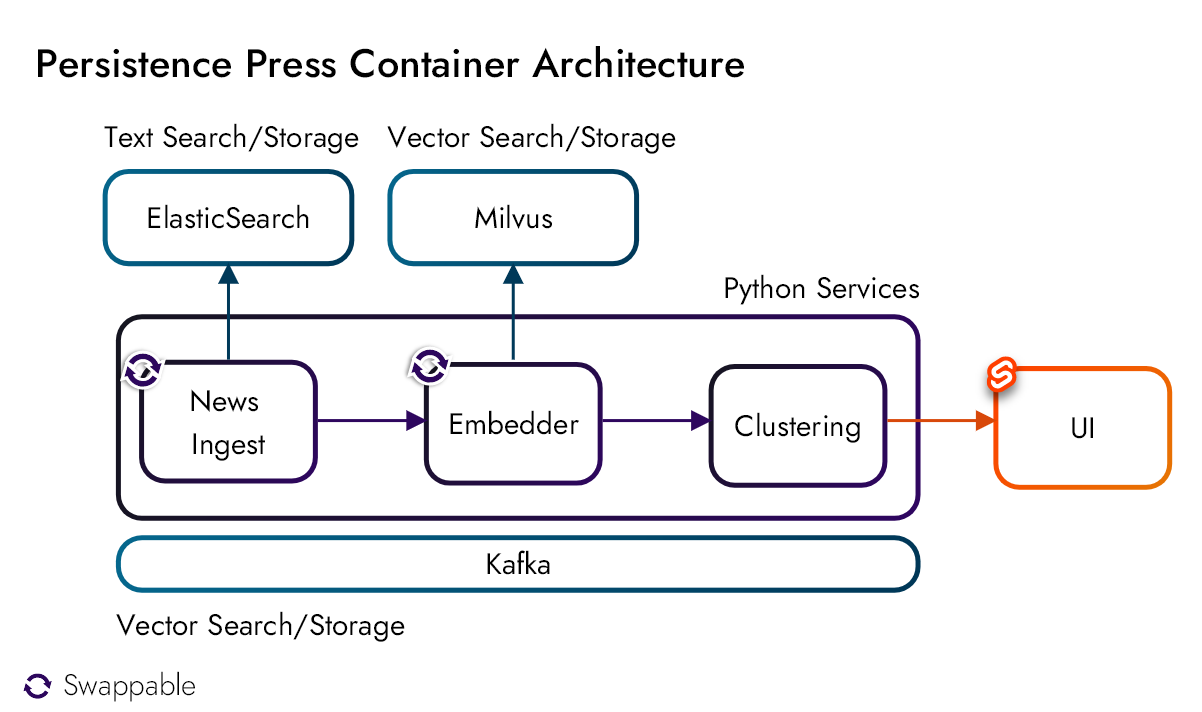 Persistence Press Container Architecture
Text Search/Storage
Vector Search/Storage
ElasticSearch
Milvus
Python Services
News
Ingest
Embedder
Clustering
UI
Kafka
Vector Search/Storage
Swappable